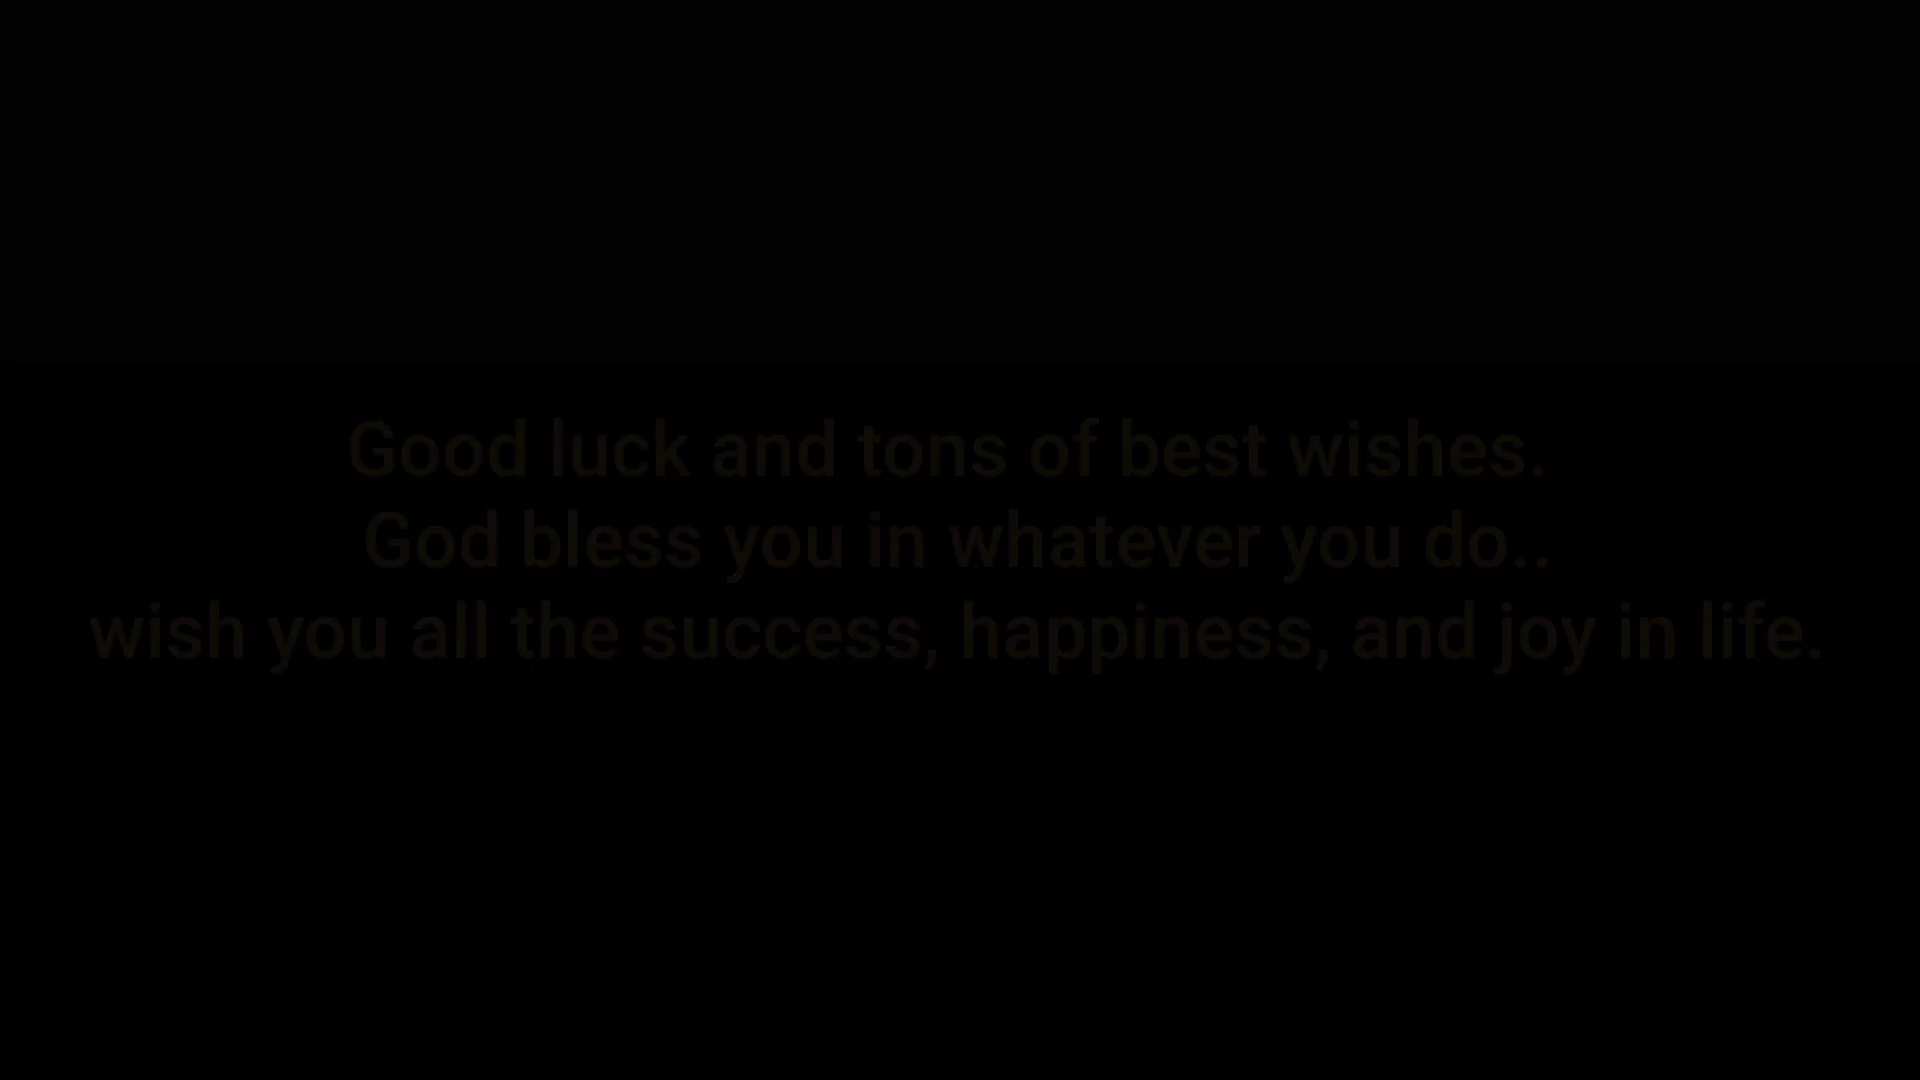 Good luck and tons of best wishes.
God bless you in whatever you do..
wish you all the success, happiness, and joy in life.